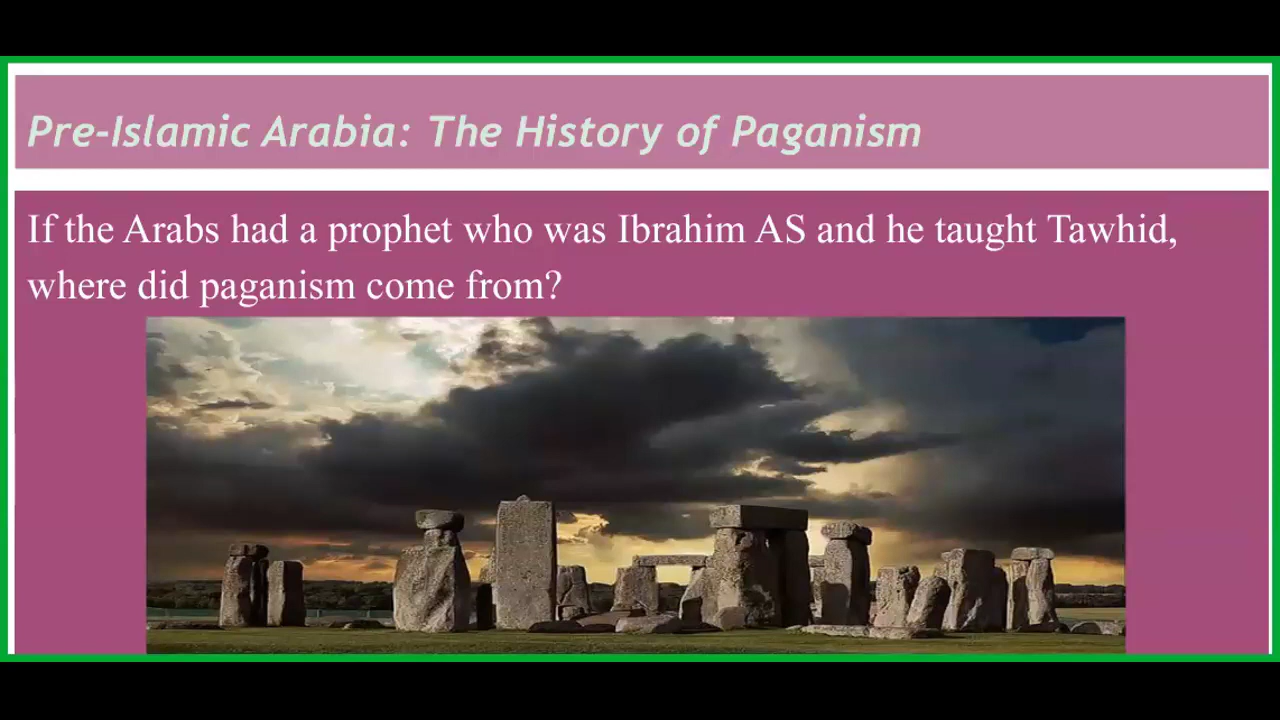 Pre-Islamic Arabia: The History of Paganism
If the Arabs had a prophet who was Ibrahim AS and he taught Tawhid,
where did paganism come from?